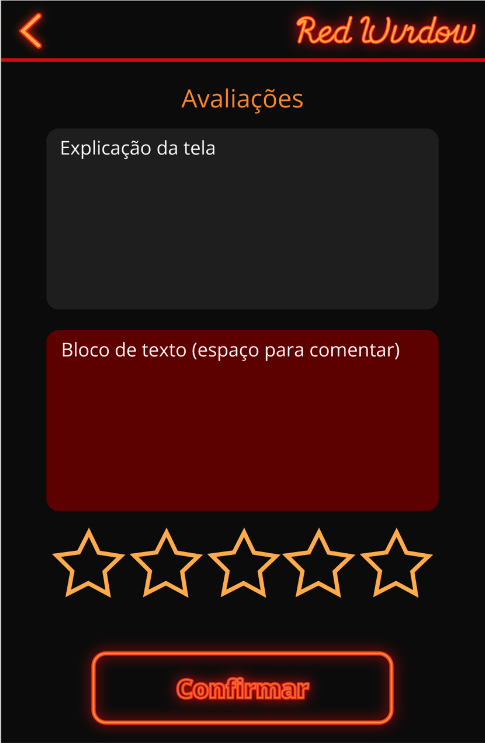 Red Window
Avaliações
Explicação da tela
Bloco de texto (espaço para comentar)
Confirmar